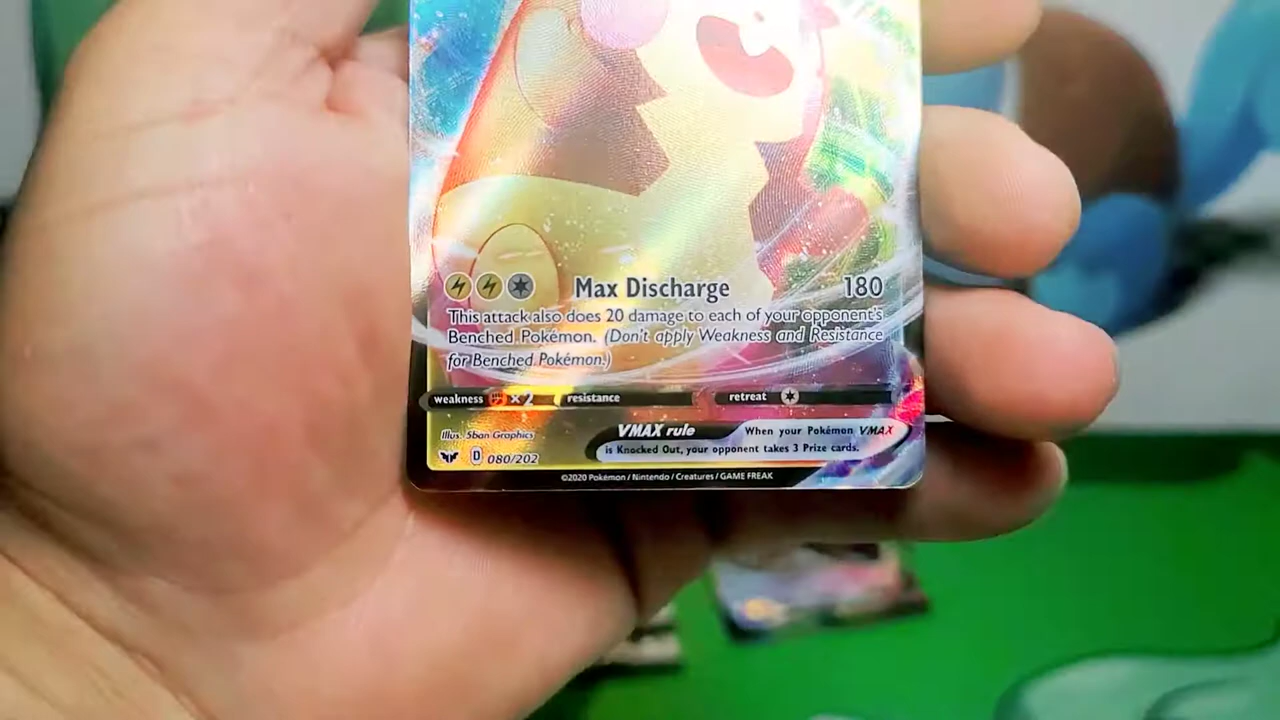 Max Discharge 180
This attack also does 20 damage to each of your opponent's
Benched Pokémon. (Don't apply Weakness and Resistance
for Benched Pokémon.)
weakness ×2 resistance retreat
Illus. 5ban Graphics
VMAX rule When your Pokémon VMAX
is Knocked Out, your opponent takes 3 Prize cards.
D 080/202
©2020 Pokémon / Nintendo / Creatures / GAME FREAK